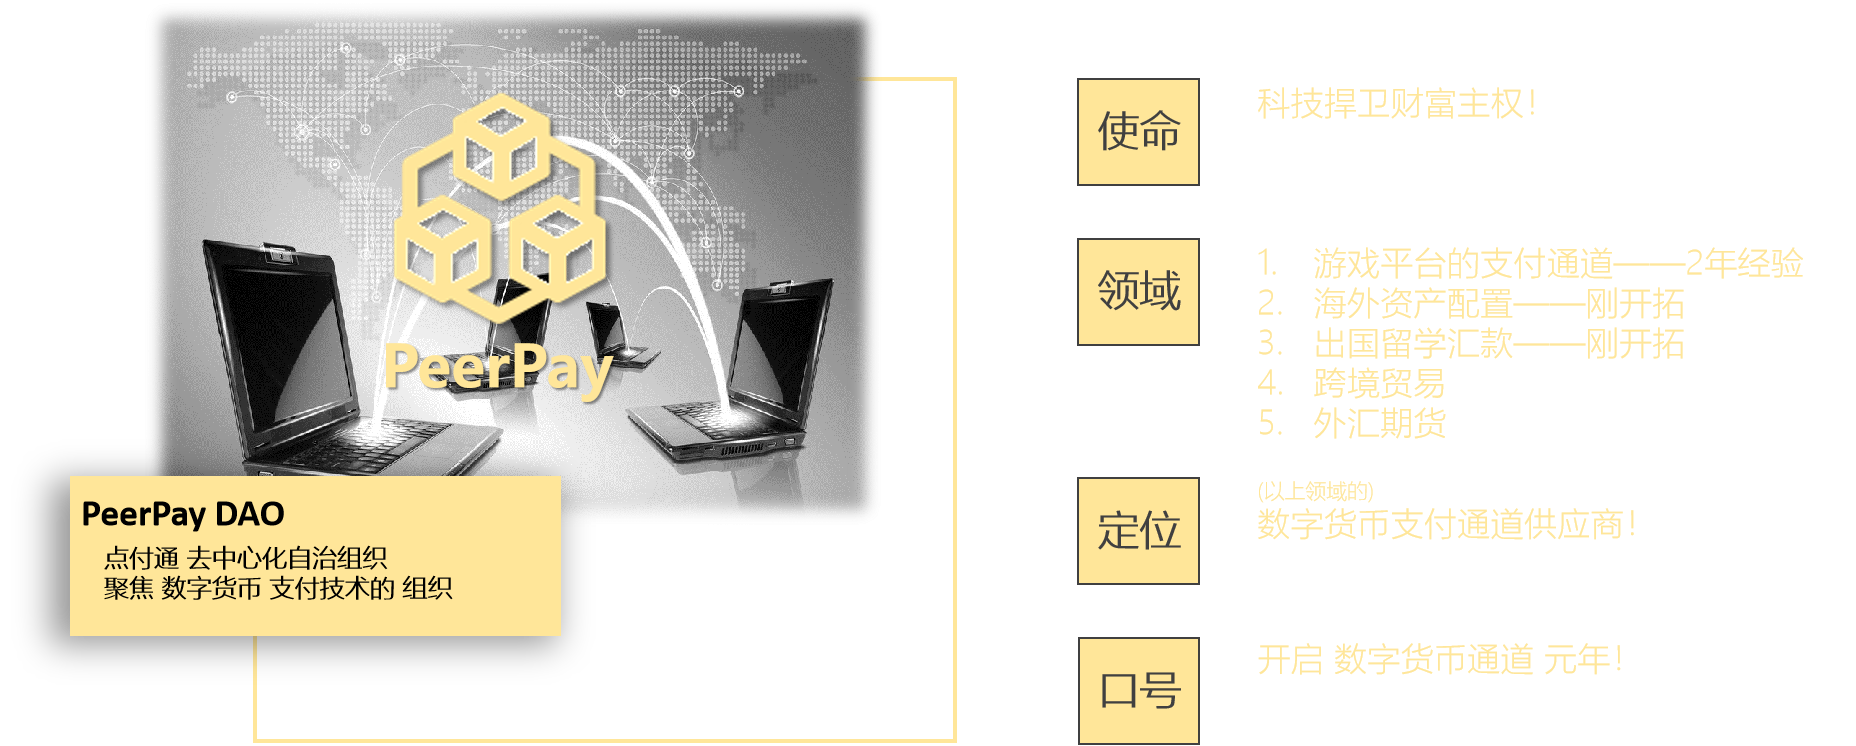 PeerPay
PeerPay DAO
点付通 去中心化自治组织
聚焦 数字货币 支付技术的 组织
使命
科技捍卫财富主权！
领域
1. 游戏平台的支付通道——2年经验
2. 海外资产配置——刚开拓
3. 出国留学汇款——刚开拓
4. 跨境贸易
5. 外汇期货
定位
(以上领域的)
数字货币支付通道供应商！
口号
开启 数字货币通道 元年！